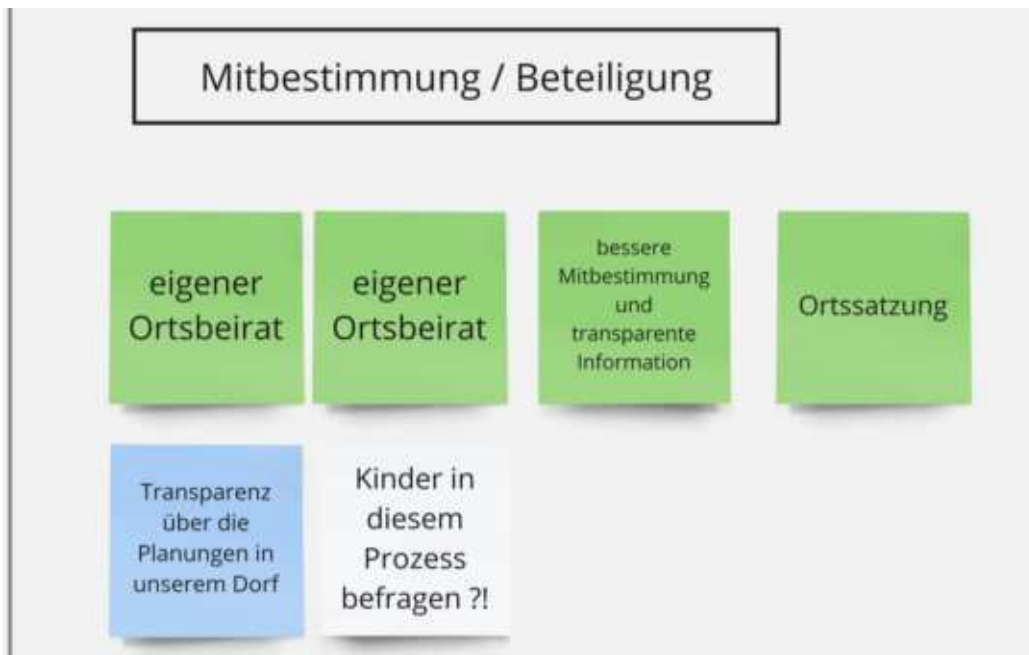 Mitbestimmung / Beteiligung
eigener
Ortsbeirat
eigener
Ortsbeirat
bessere
Mitbestimmung
und
transparente
Information
Ortssatzung
Transparenz
über die
Planungen in
unserem Dorf
Kinder in
diesem
Prozess
befragen ?!